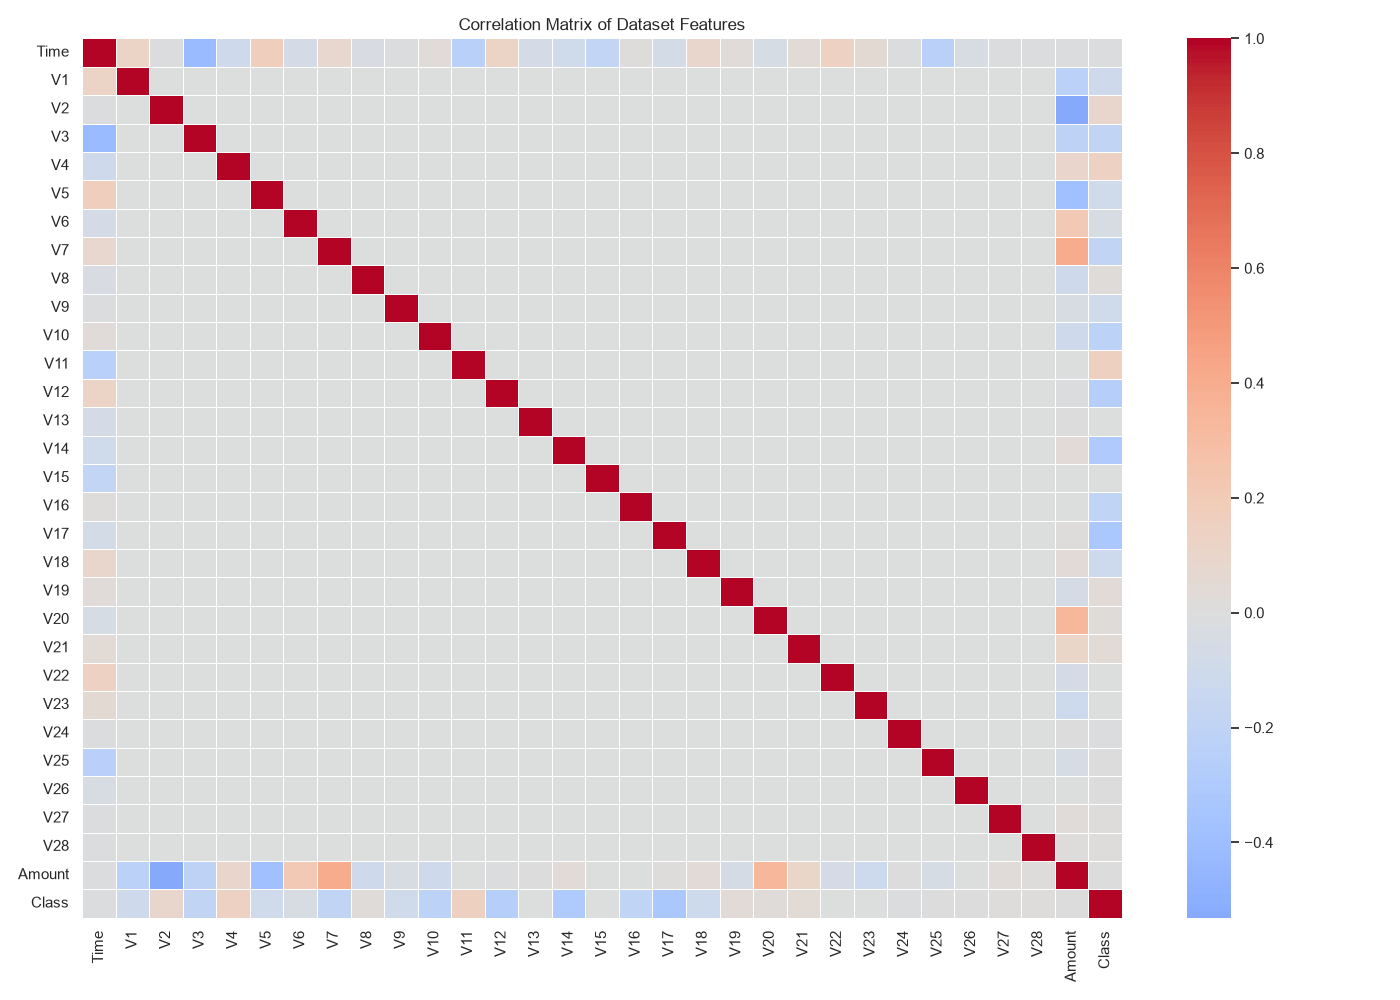 Correlation Matrix of Dataset Features
Time
V1
V2
V3
V4
V5
V6
V7
V8
V9
V10
V11
V12
V13
V14
V15
V16
V17
V18
V19
V20
V21
V22
V23
V24
V25
V26
V27
V28
Amount
Class
Time V1 V2 V3 V4 V5 V6 V7 V8 V9 V10 V11 V12 V13 V14 V15 V16 V17 V18 V19 V20 V21 V22 V23 V24 V25 V26 V27 V28 Amount Class
1.0
0.8
0.6
0.4
0.2
0.0
−0.2
−0.4